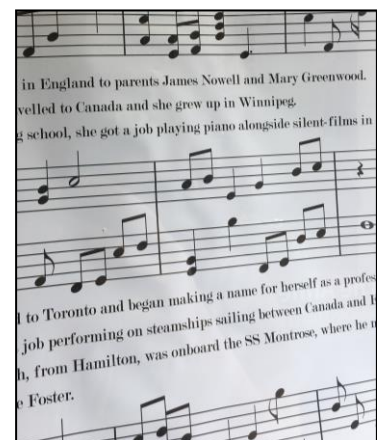 in England to parents James Nowell and Mary Greenwood.
velled to Canada and she grew up in Winnipeg.
g school, she got a job playing piano alongside silent-films in
l to Toronto and began making a name for herself as a profes
job performing on steamships sailing between Canada and
h, from Hamilton, was onboard the SS Montrose, where he
e Foster.